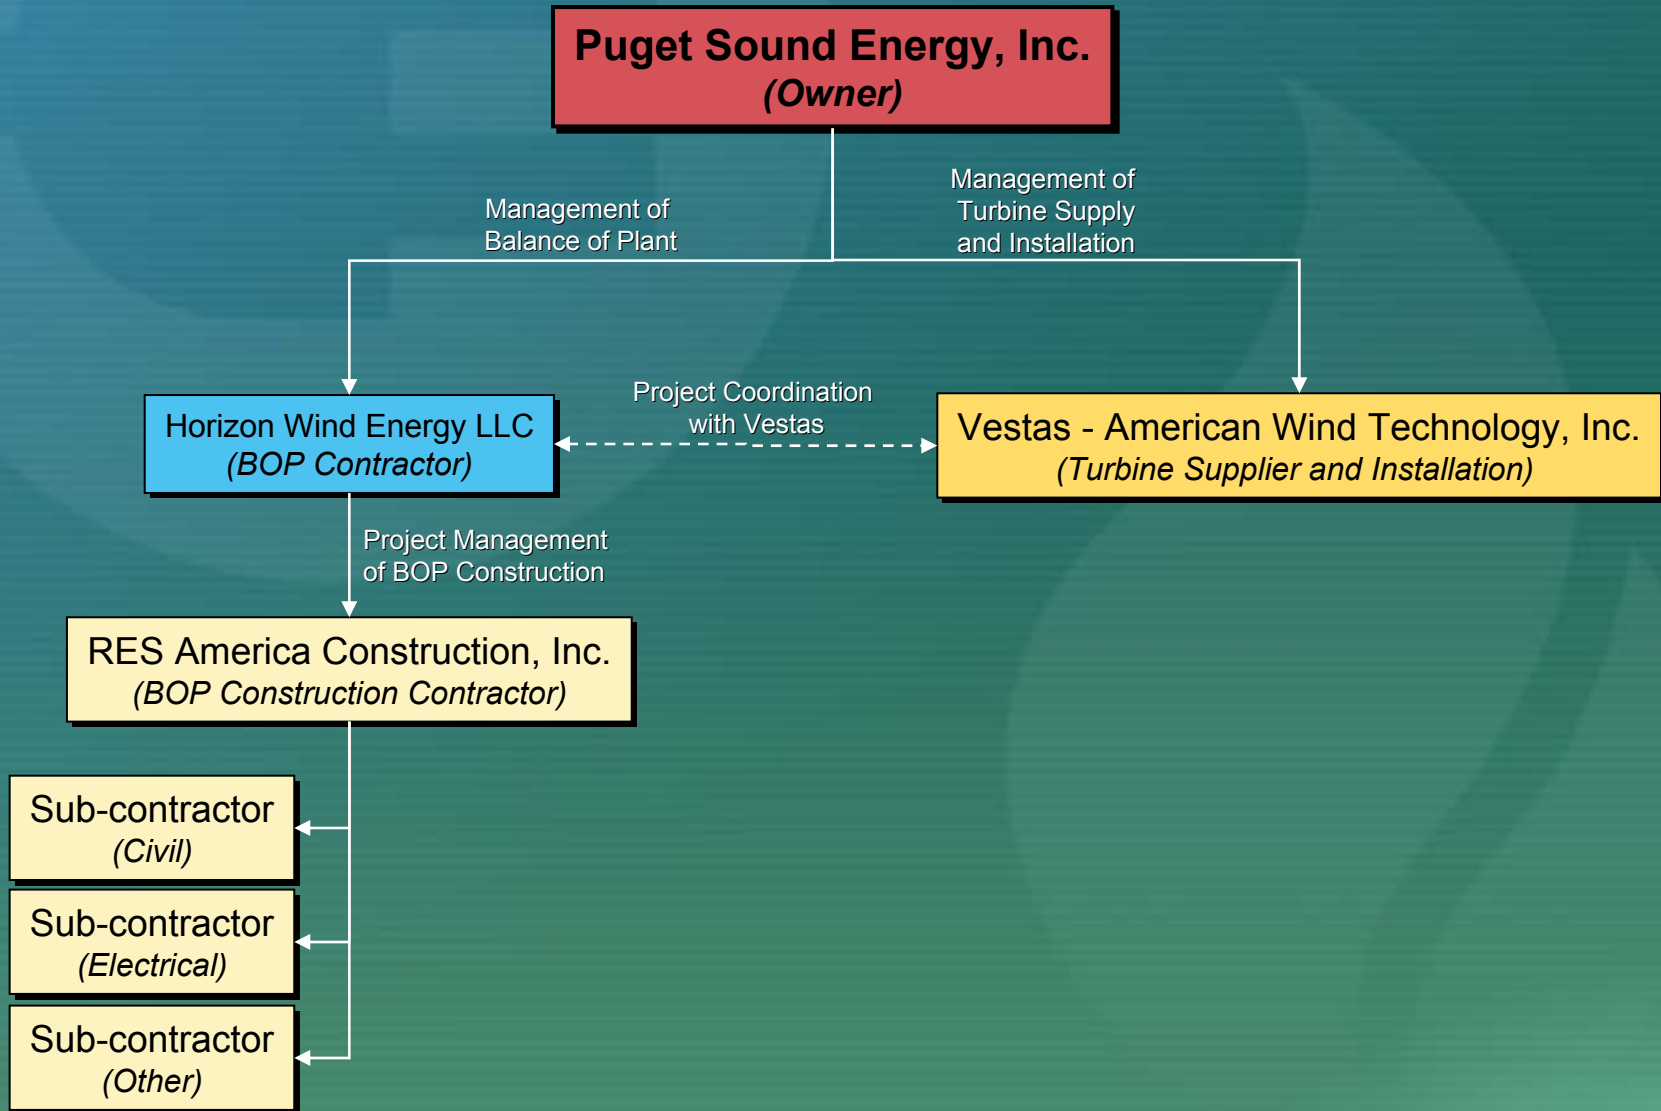 Puget Sound Energy, Inc.
(Owner)
Management of
Balance of Plant
Management of
Turbine Supply
and Installation
Horizon Wind Energy LLC
(BOP Contractor)
Project Coordination
with Vestas
Vestas - American Wind Technology, Inc.
(Turbine Supplier and Installation)
Project Management
of BOP Construction
RES America Construction, Inc.
(BOP Construction Contractor)
Sub-contractor
(Civil)
Sub-contractor
(Electrical)
Sub-contractor
(Other)